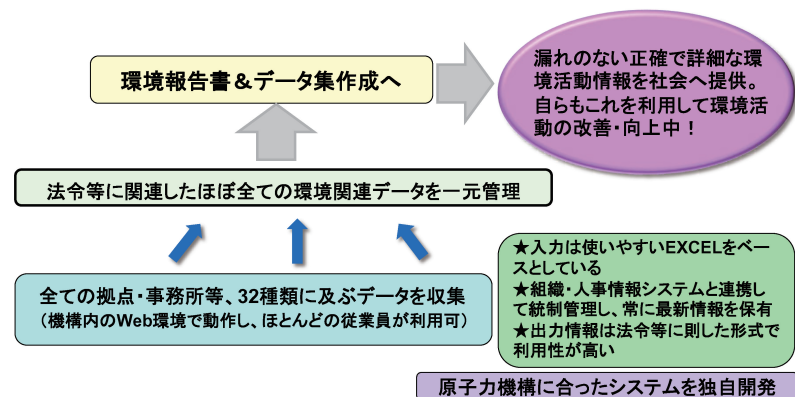 環境報告書＆データ集作成へ
漏れのない正確で詳細な環
境活動情報を社会へ提供。
自らもこれを利用して環境活
動の改善・向上中！
法令等に関連したほぼ全ての環境関連データを一元管理
全ての拠点・事務所等、32種類に及ぶデータを収集
（機構内のWeb環境で動作し、ほとんどの従業員が利用可）
★入力は使いやすいEXCELをベー
スとしている
★組織・人事情報システムと連携し
て統制管理し、常に最新情報を保有
★出力情報は法令等に則した形式で
利用性が高い
原子力機構に合ったシステムを独自開発